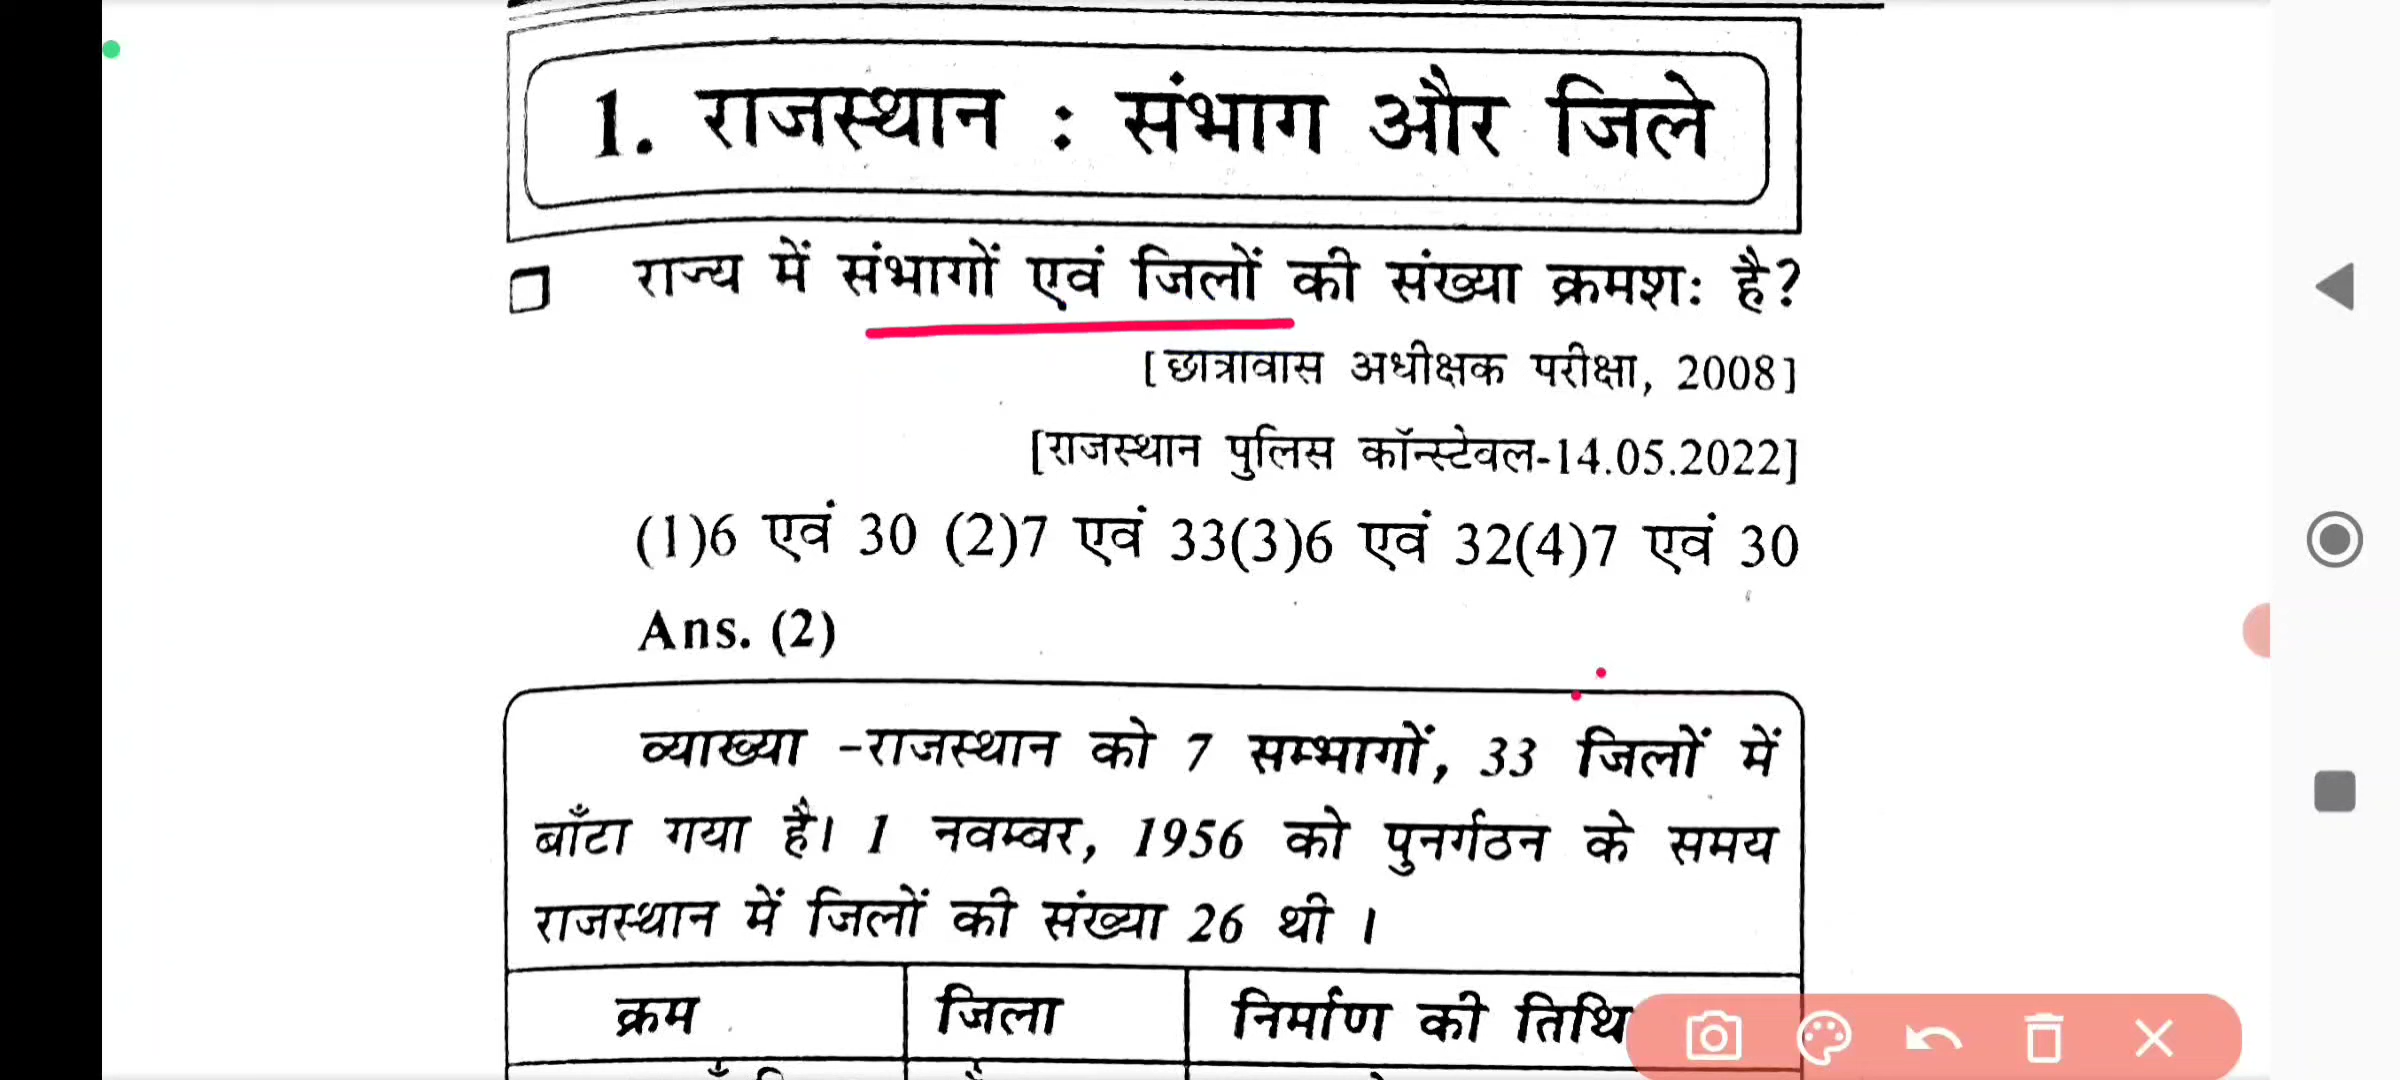 1. राजस्थान : संभाग और जिले
राज्य में संभागों एवं जिलों की संख्या क्रमशः है?
[छात्रावास अधीक्षक परीक्षा, 2008]
[राजस्थान पुलिस कॉन्स्टेवल-14.05.2022]
(1)6 एवं 30 (2)7 एवं 33(3)6 एवं 32(4)7 एवं 30
Ans. (2)
व्याख्या -राजस्थान को 7 सम्भागों, 33 जिलों में
बाँटा गया है। 1 नवम्बर, 1956 को पुनर्गठन के समय
राजस्थान में जिलों की संख्या 26 थी ।
क्रम जिला निर्माण की तिथि